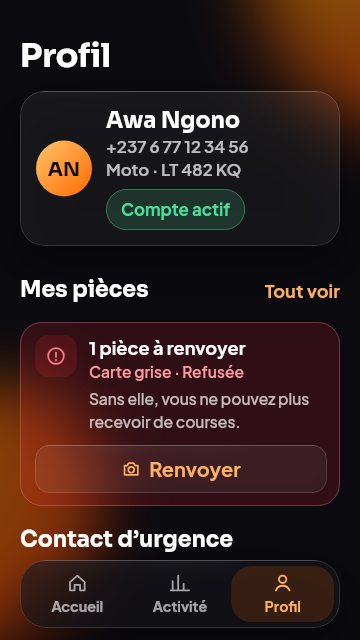 Profil
Awa Ngono
+237 6 77 12 34 56
AN
Moto · LT 482 KQ
Compte actif
Mes pièces
Tout voir
1 pièce à renvoyer
Carte grise · Refusée
Sans elle, vous ne pouvez plus
recevoir de courses.
Renvoyer
Contact d’urgence
Accueil
Activité
Profil